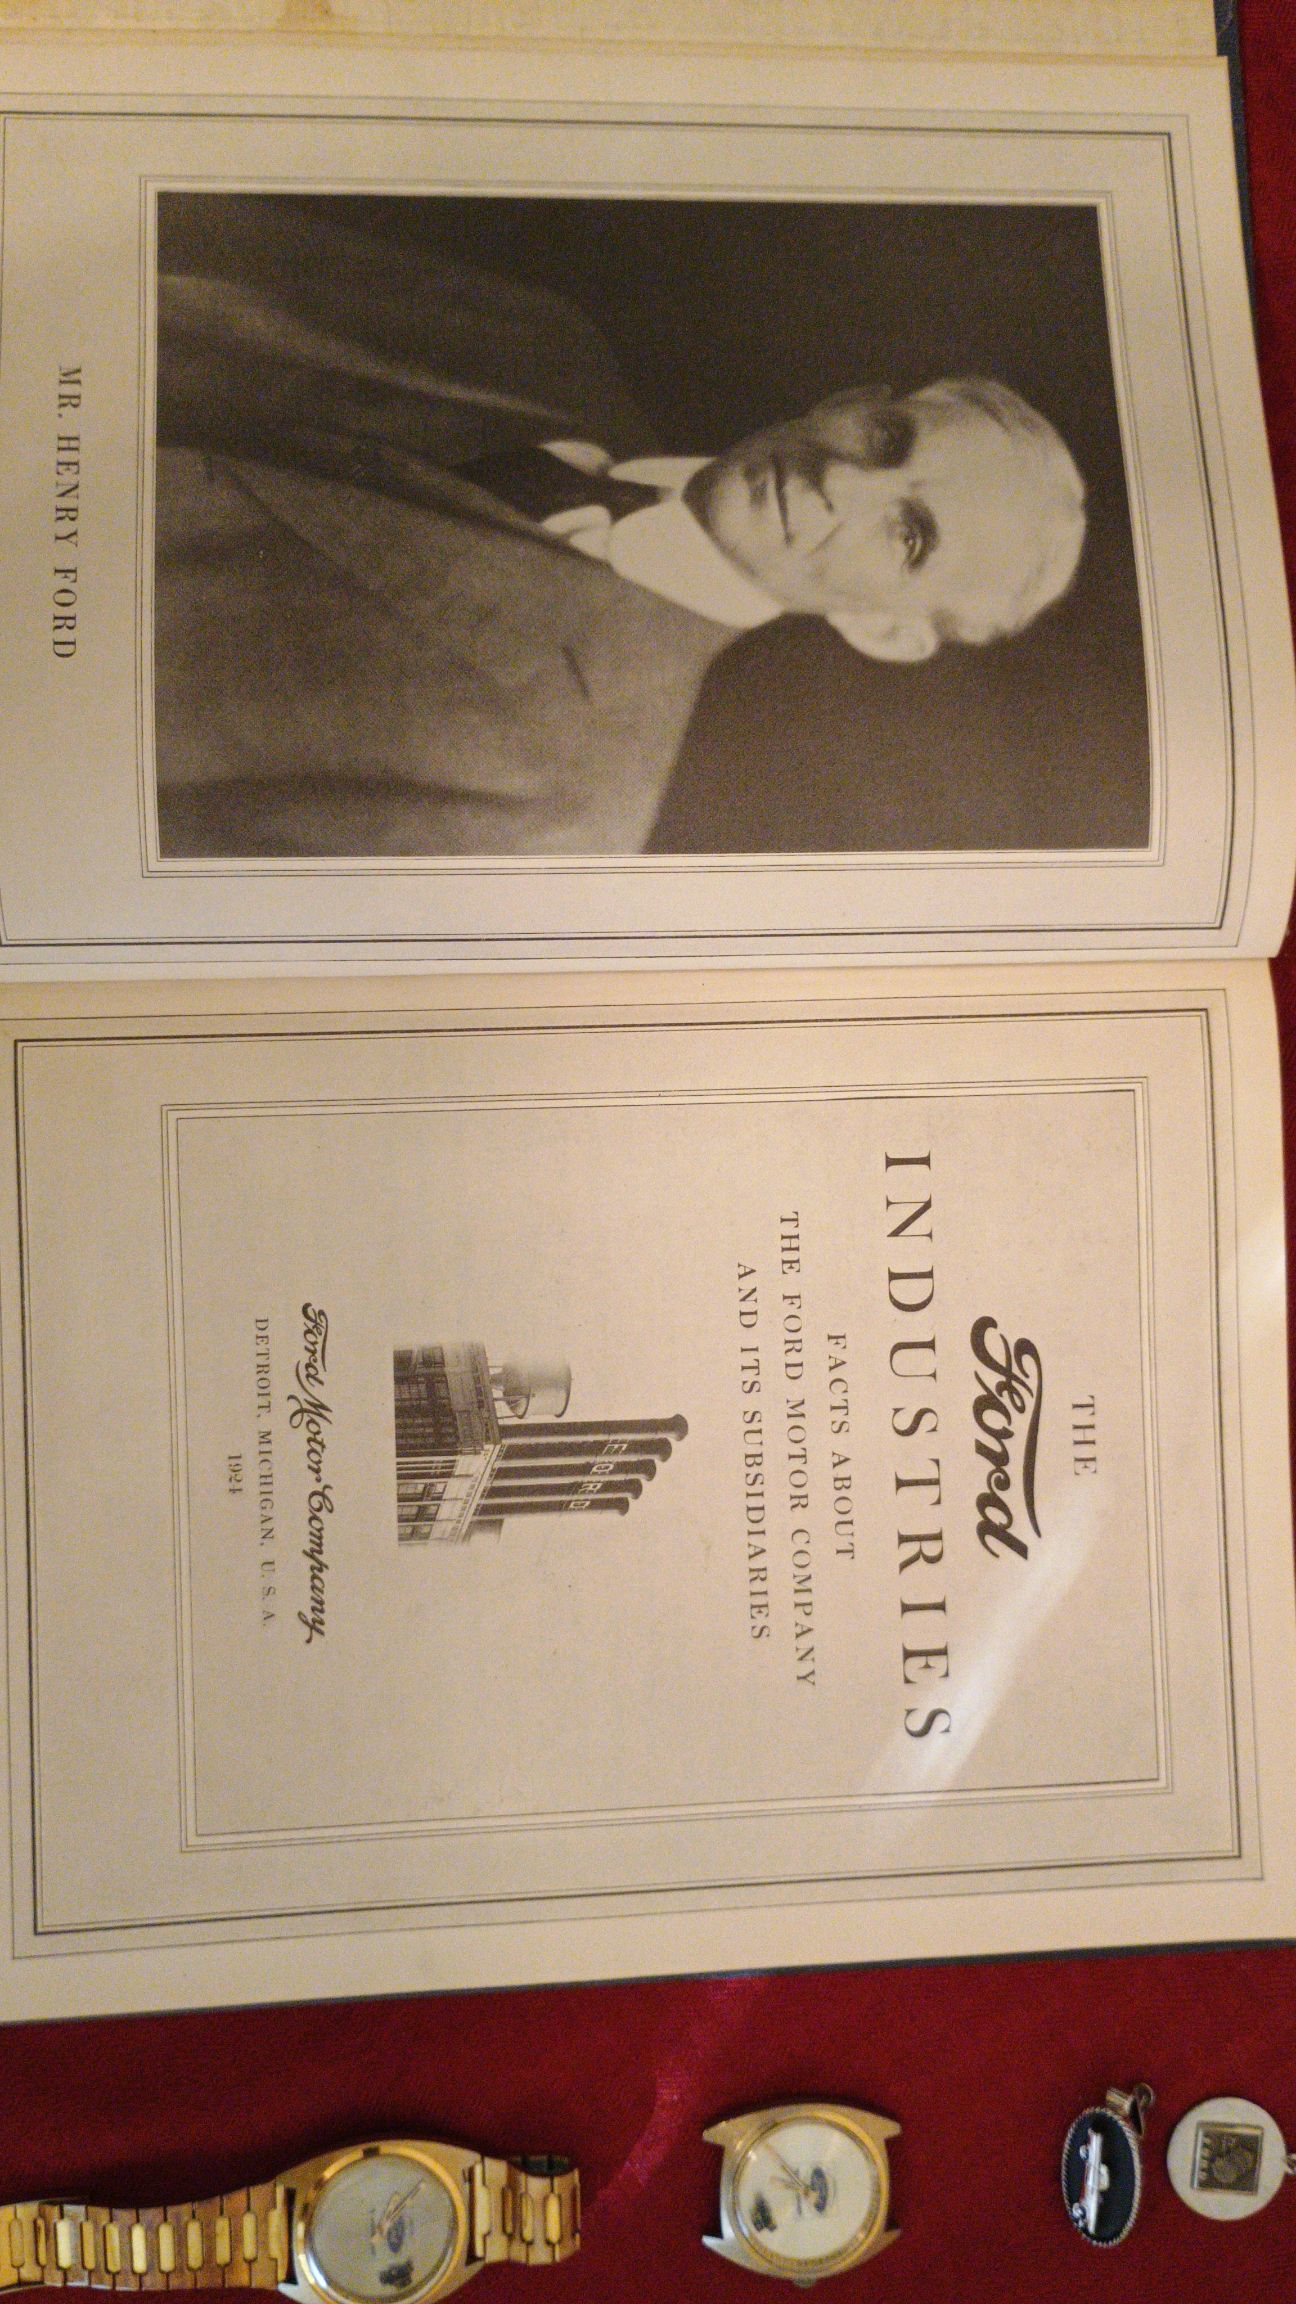 MR. HENRY FORD
THE
Ford
INDUSTRIES
FACTS ABOUT
THE FORD MOTOR COMPANY
AND ITS SUBSIDIARIES
FORD
Ford Motor Company
DETROIT, MICHIGAN, U. S. A.
1924